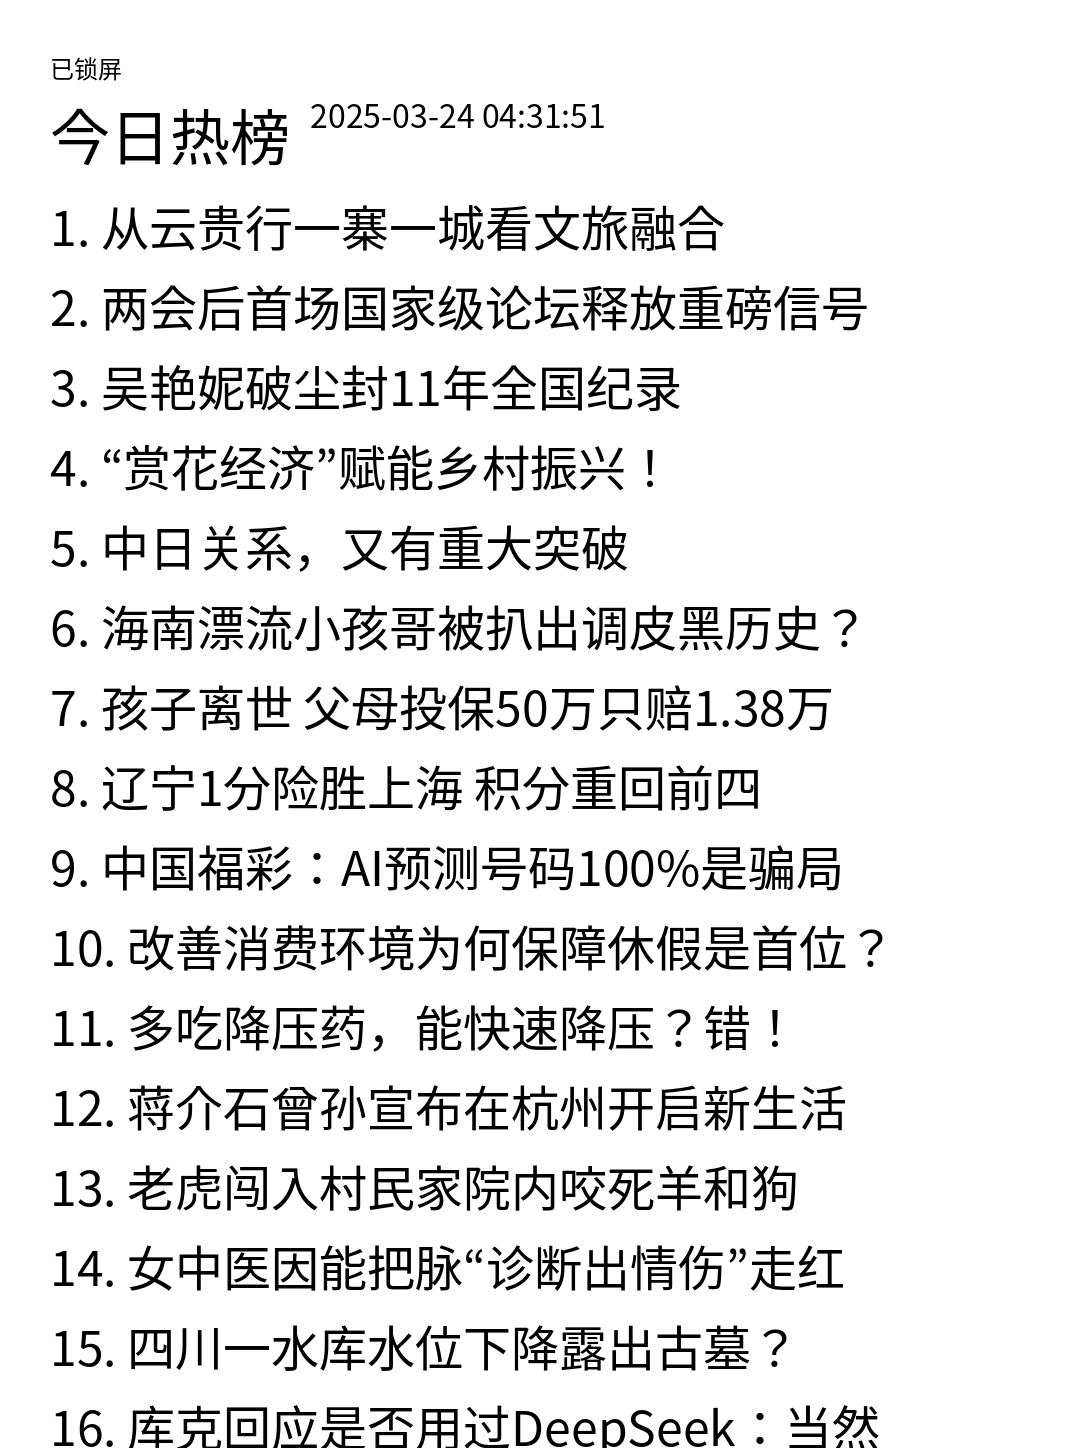 已锁屏
今日热榜 2025-03-24 04:31:51
1. 从云贵行一寨一城看文旅融合
2. 两会后首场国家级论坛释放重磅信号
3. 吴艳妮破尘封11年全国纪录
4. “赏花经济”赋能乡村振兴！
5. 中日关系，又有重大突破
6. 海南漂流小孩哥被扒出调皮黑历史？
7. 孩子离世 父母投保50万只赔1.38万
8. 辽宁1分险胜上海 积分重回前四
9. 中国福彩：AI预测号码100%是骗局
10. 改善消费环境为何保障休假是首位？
11. 多吃降压药，能快速降压？错！
12. 蒋介石曾孙宣布在杭州开启新生活
13. 老虎闯入村民家院内咬死羊和狗
14. 女中医因能把脉“诊断出情伤”走红
15. 四川一水库水位下降露出古墓？
16. 库克回应是否用过DeepSeek：当然